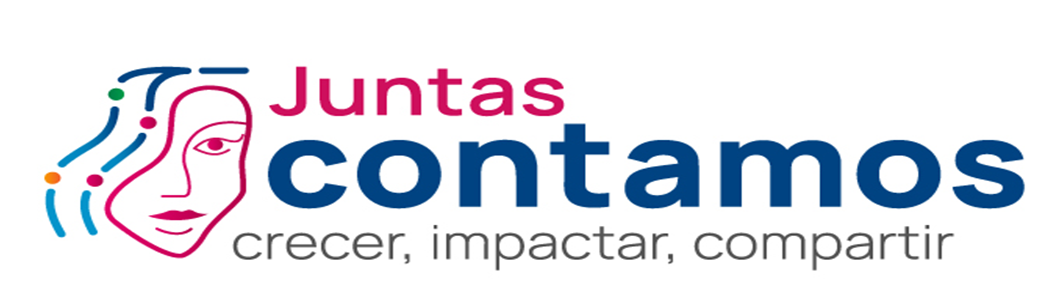 Juntas
contamos
crecer, impactar, compartir